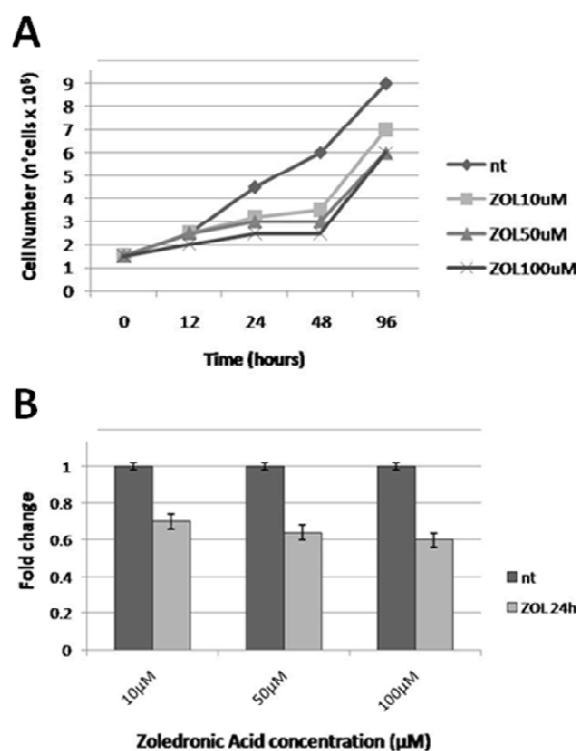 A
Cell Number (n°cells x 10⁵)
9
8
7
6
5
4
3
2
1
0
0 12 24 48 96
Time (hours)
nt
ZOL10uM
ZOL50uM
ZOL100uM
B
Fold change
1
0.8
0.6
0.4
0.2
0
10µM 50µM 100µM
Zoledronic Acid concentration (µM)
nt
ZOL 24h